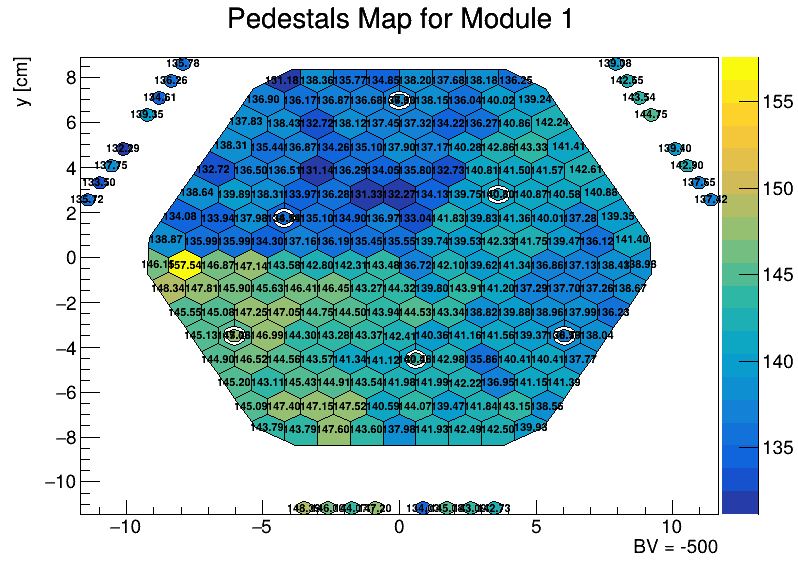 Pedestals Map for Module 1
y [cm]
135.78 139.08
135.26 142.65
134.61 143.54
139.35 144.75
132.29 139.40
137.75 142.90
133.50 137.65
135.72 137.42
131.18 138.36 135.77 134.85 138.20 137.68 138.18 136.25
136.90 136.17 136.87 136.68 138.15 136.04 140.02 139.24
137.83 138.43 132.72 138.12 137.45 137.32 134.22 136.27 140.86 142.24
138.31 135.44 136.87 134.26 135.10 137.90 137.17 142.86 143.33 141.41
132.72 136.50 136.51 131.14 136.29 134.05 135.80 132.73 140.81 141.50 141.57 142.61
138.64 139.89 138.31 133.97 136.28 131.33 132.27 134.13 139.75 140.87 140.58 140.86
134.08 133.94 137.98 135.10 134.90 136.97 133.04 141.83 139.83 141.36 140.01 137.28 139.35
138.87 135.99 135.99 134.30 137.16 136.19 135.45 135.55 139.74 139.53 142.33 141.75 139.47 136.12 141.40
157.54 146.87 147.14 143.58 142.80 142.31 143.48 136.72 142.10 139.62 141.34 136.86 137.13 138.98
148.34 147.81 145.90 145.63 146.41 146.45 143.27 144.32 139.80 143.91 141.20 137.29 137.70 137.26 138.67
145.55 145.08 147.25 147.05 144.75 144.50 143.94 144.53 143.34 138.82 139.88 138.96 137.99 136.23
145.13 146.99 144.30 143.28 143.37 142.41 140.36 141.16 141.56 139.37 138.04
144.90 146.52 144.56 143.57 141.34 141.12 142.98 135.86 140.41 140.41 137.77
145.20 143.11 145.43 144.91 143.54 141.98 141.99 142.22 136.95 141.15 141.39
145.09 147.40 147.15 147.52 140.59 144.07 139.47 141.84 143.15 138.56
143.79 143.79 147.60 143.60 137.98 141.93 142.49 142.50 139.93
147.20 142.73
8
6
4
2
0
−2
−4
−6
−8
−10
−10 −5 0 5 10
155
150
145
140
135
BV = -500